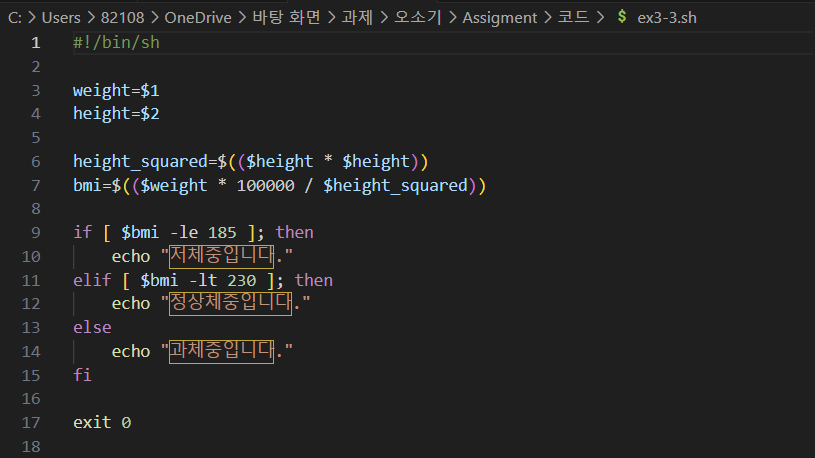 C: > Users > 82108 > OneDrive > 바탕 화면 > 과제 > 오소기 > Assigment > 코드 > $ ex3-3.sh
1 #!/bin/sh
2
3 weight=$1
4 height=$2
5
6 height_squared=$(($height * $height))
7 bmi=$(($weight * 100000 / $height_squared))
8
9 if [ $bmi -le 185 ]; then
10     echo "저체중입니다."
11 elif [ $bmi -lt 230 ]; then
12     echo "정상체중입니다."
13 else
14     echo "과체중입니다."
15 fi
16
17 exit 0
18